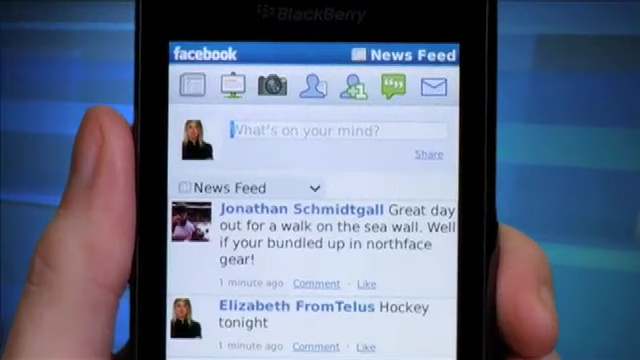 BlackBerry
facebook
News Feed
+1
What's on your mind?
Share
News Feed
Jonathan Schmidtgall Great day
out for a walk on the sea wall. Well
if your bundled up in northface
gear!
1 minute ago Comment · Like
Elizabeth FromTelus Hockey
tonight
1 minute ago Comment · Like